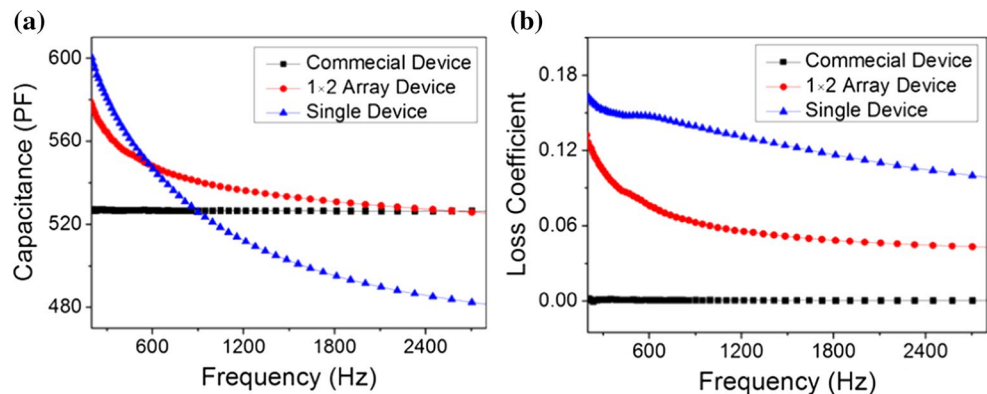 (a)
Capacitance (PF)
600
560
520
480
600
1200
1800
2400
Frequency (Hz)
Commecial Device
1×2 Array Device
Single Device
(b)
Loss Coefficient
0.18
0.12
0.06
0.00
600
1200
1800
2400
Frequency (Hz)
Commecial Device
1×2 Array Device
Single Device